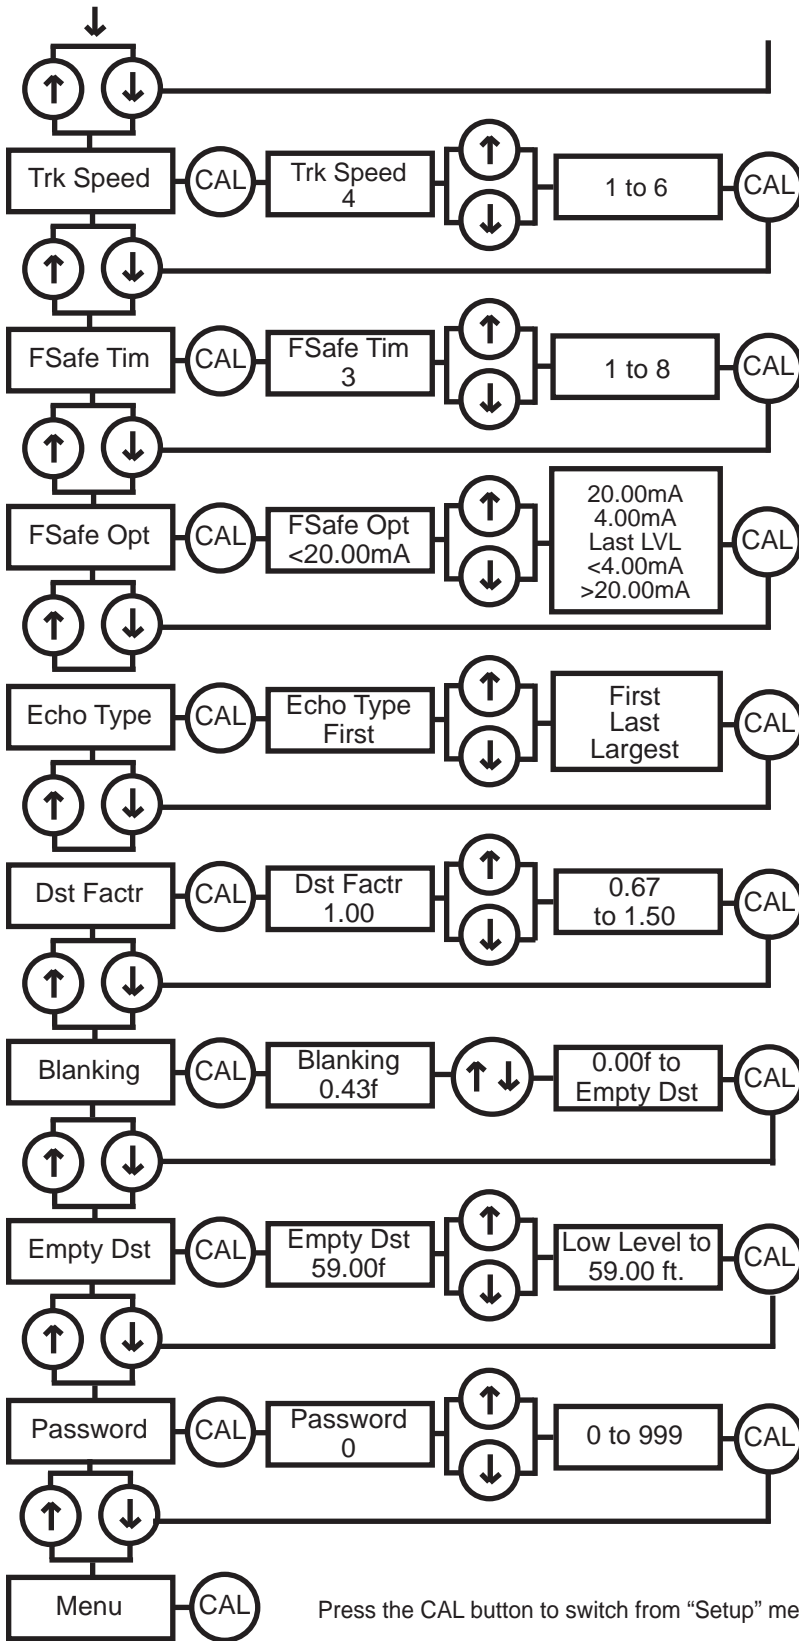 Trk Speed
CAL
Trk Speed
4
1 to 6
CAL
FSafe Tim
CAL
FSafe Tim
3
1 to 8
CAL
FSafe Opt
CAL
FSafe Opt
<20.00mA
20.00mA
4.00mA
Last LVL
<4.00mA
>20.00mA
CAL
Echo Type
CAL
Echo Type
First
First
Last
Largest
CAL
Dst Factr
CAL
Dst Factr
1.00
0.67
to 1.50
CAL
Blanking
CAL
Blanking
0.43f
0.00f to
Empty Dst
CAL
Empty Dst
CAL
Empty Dst
59.00f
Low Level to
59.00 ft.
CAL
Password
CAL
Password
0
0 to 999
CAL
Menu
CAL
Press the CAL button to switch from “Setup” me